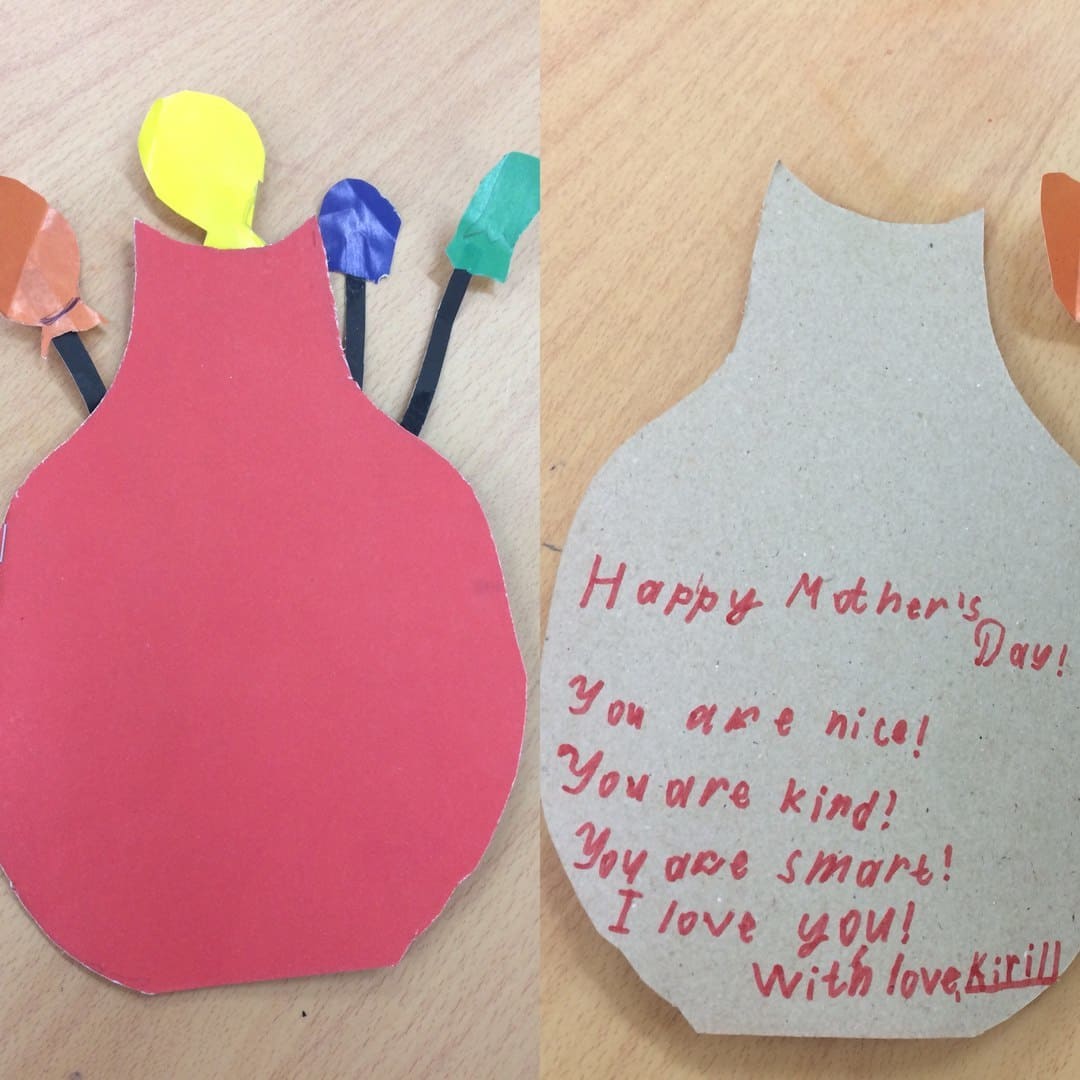 Happy Mother's
Day!
You are nice!
You are kind!
You are smart!
I love you!
With love, Kirill